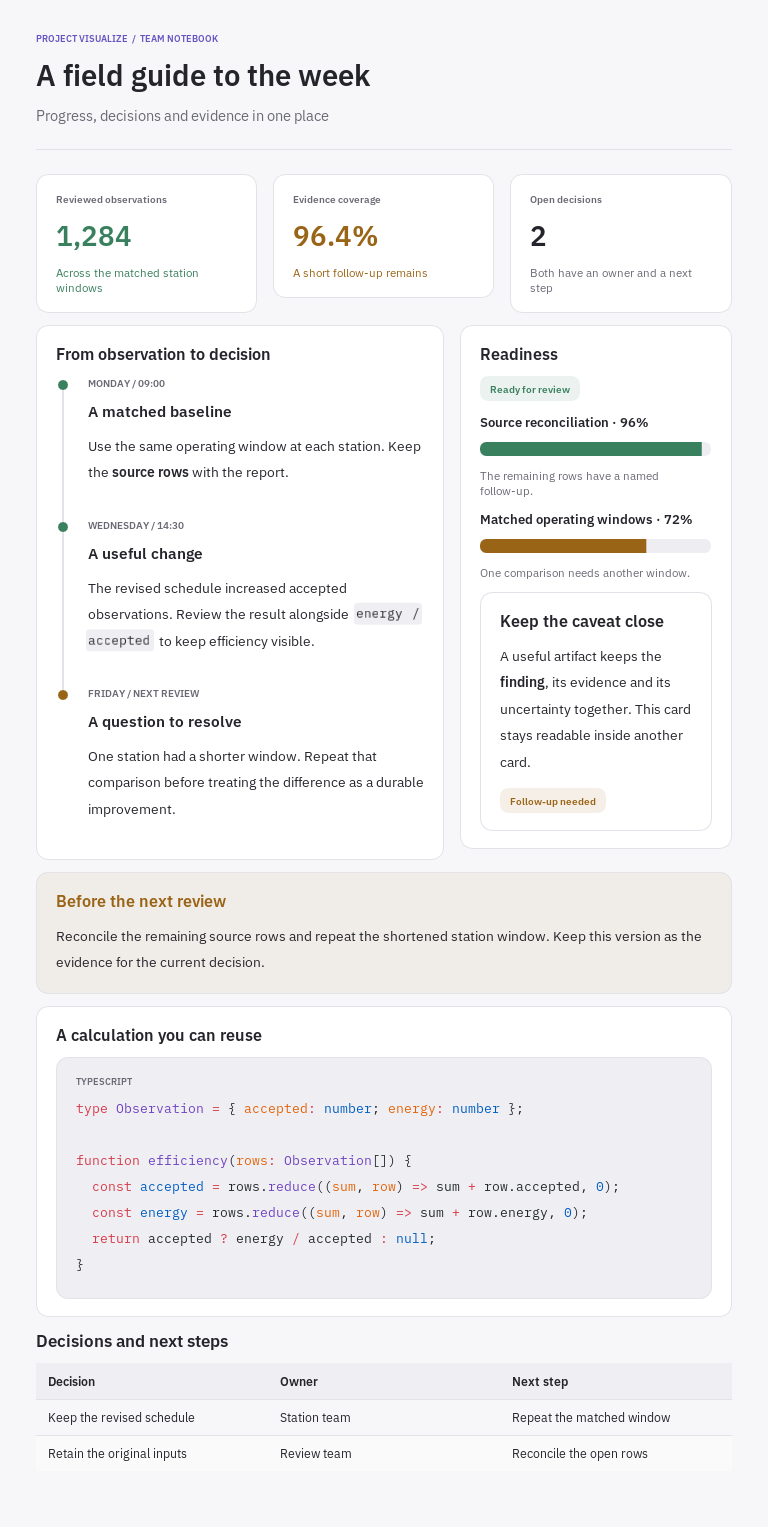 PROJECT VISUALIZE / TEAM NOTEBOOK
A field guide to the week
Progress, decisions and evidence in one place
Reviewed observations
1,284
Across the matched station
windows
Evidence coverage
96.4%
A short follow-up remains
Open decisions
2
Both have an owner and a next
step
From observation to decision
MONDAY / 09:00
A matched baseline
Use the same operating window at each station. Keep
the source rows with the report.
WEDNESDAY / 14:30
A useful change
The revised schedule increased accepted
observations. Review the result alongside energy /
accepted to keep efficiency visible.
FRIDAY / NEXT REVIEW
A question to resolve
One station had a shorter window. Repeat that
comparison before treating the difference as a durable
improvement.
Readiness
Ready for review
Source reconciliation · 96%
The remaining rows have a named
follow-up.
Matched operating windows · 72%
One comparison needs another window.
Keep the caveat close
A useful artifact keeps the
finding, its evidence and its
uncertainty together. This card
stays readable inside another
card.
Follow-up needed
Before the next review
Reconcile the remaining source rows and repeat the shortened station window. Keep this version as the
evidence for the current decision.
A calculation you can reuse
TYPESCRIPT
type Observation = { accepted: number; energy: number };
function efficiency(rows: Observation[]) {
  const accepted = rows.reduce((sum, row) => sum + row.accepted, 0);
  const energy = rows.reduce((sum, row) => sum + row.energy, 0);
  return accepted ? energy / accepted : null;
}
Decisions and next steps
Decision Owner Next step
Keep the revised schedule Station team Repeat the matched window
Retain the original inputs Review team Reconcile the open rows